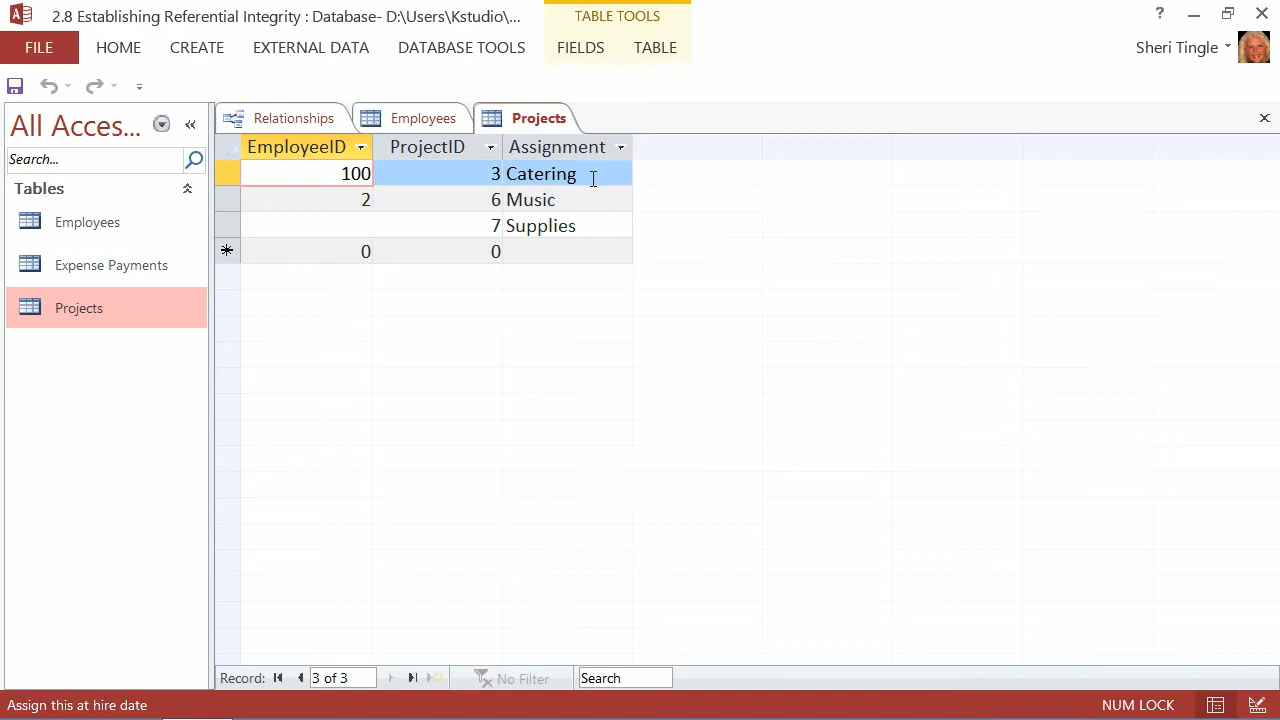 2.8 Establishing Referential Integrity : Database- D:\Users\Kstudio\...
TABLE TOOLS
?
FILE
HOME
CREATE
EXTERNAL DATA
DATABASE TOOLS
FIELDS
TABLE
Sheri Tingle
All Acces...
Search...
Tables
Employees
Expense Payments
Projects
Relationships
Employees
Projects
EmployeeID ProjectID Assignment
100 3 Catering
2 6 Music
7 Supplies
0 0
Record: 3 of 3 No Filter Search
Assign this at hire date
NUM LOCK